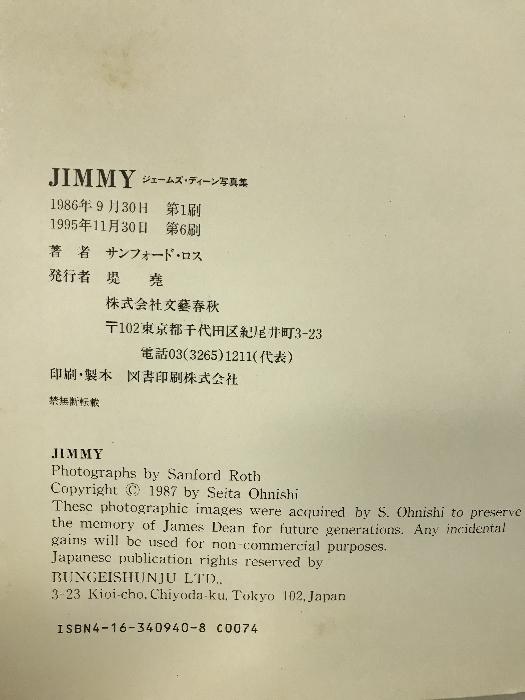 JIMMY ジェームズ・ディーン写真集
1986年9月30日 第1刷
1995年11月30日 第6刷
著 者 サンフォード・ロス
発行者 堤 堯
株式会社文藝春秋
〒102東京都千代田区紀尾井町3-23
電話03(3265)1211(代表)
印刷・製本 図書印刷株式会社
禁無断転載
JIMMY
Photographs by Sanford Roth
Copyright © 1987 by Seita Ohnishi
These photographic images were acquired by S. Ohnishi to preserve
the memory of James Dean for future generations. Any incidental
gains will be used for non-commercial purposes.
Japanese publication rights reserved by
BUNGEISHUNJU LTD.,
3-23 Kioi-cho, Chiyoda-ku, Tokyo 102, Japan
ISBN4-16-340940-8 C0074